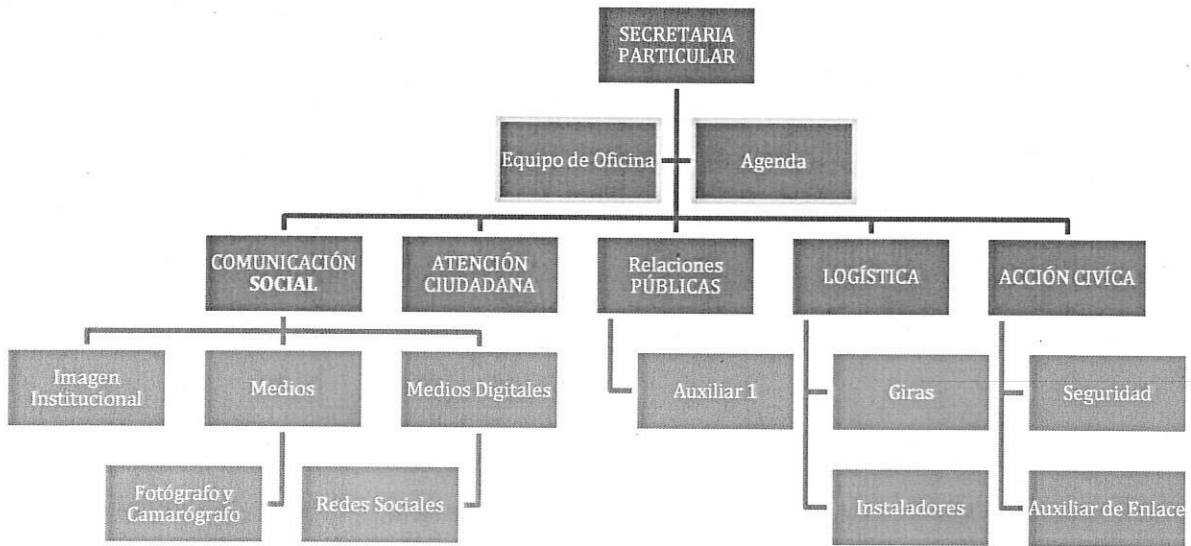 SECRETARIA
PARTICULAR
Equipo de Oficina
Agenda
COMUNICACIÓN
SOCIAL
ATENCIÓN
CIUDADANA
Relaciones
PÚBLICAS
LOGÍSTICA
ACCIÓN CIVÍCA
Imagen
Institucional
Medios
Medios Digitales
Auxiliar 1
Giras
Seguridad
Fotógrafo y
Camarógrafo
Redes Sociales
Instaladores
Auxiliar de Enlace